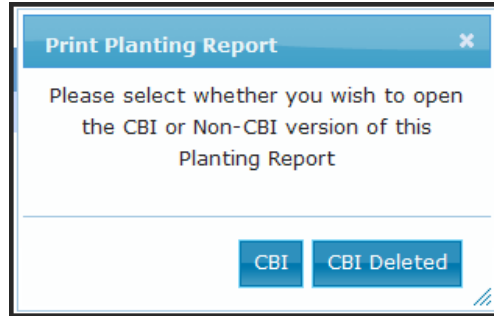 Print Planting Report
Please select whether you wish to open
the CBI or Non-CBI version of this
Planting Report
CBI
CBI Deleted